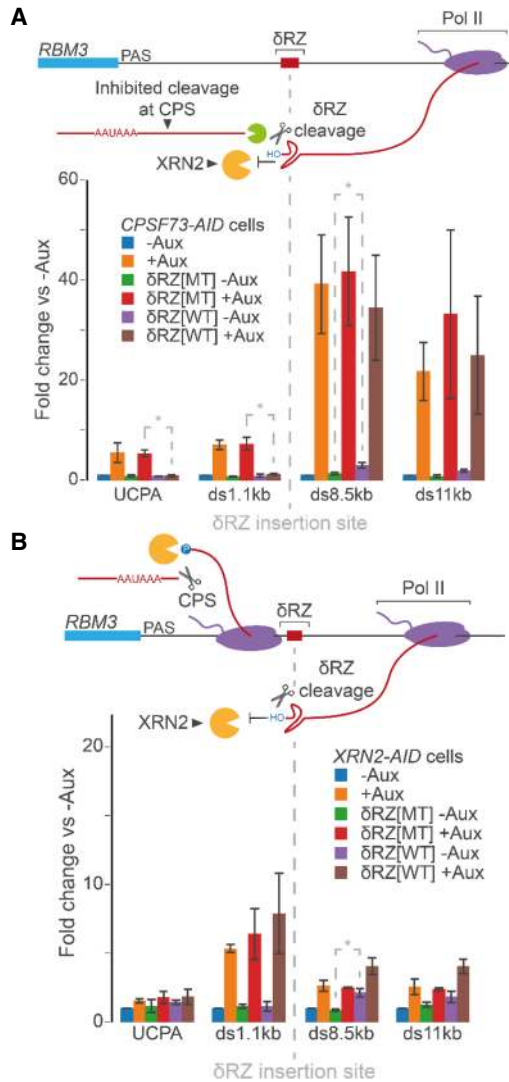 A
Pol II
δRZ
RBM3
PAS
Inhibited cleavage
at CPS
δRZ
cleavage
AAUAAA
HO
XRN2
60
40
20
0
Fold change vs -Aux
CPSF73-AID cells
-Aux
+Aux
δRZ[MT] -Aux
δRZ[MT] +Aux
δRZ[WT] -Aux
δRZ[WT] +Aux
*
*
*
UCPA
ds1.1kb
ds8.5kb
ds11kb
δRZ insertion site
B
P
AAUAAA
CPS
δRZ
Pol II
RBM3
PAS
δRZ
cleavage
XRN2
HO
20
10
0
Fold change vs -Aux
XRN2-AID cells
-Aux
+Aux
δRZ[MT] -Aux
δRZ[MT] +Aux
δRZ[WT] -Aux
δRZ[WT] +Aux
*
UCPA
ds1.1kb
ds8.5kb
ds11kb
δRZ insertion site